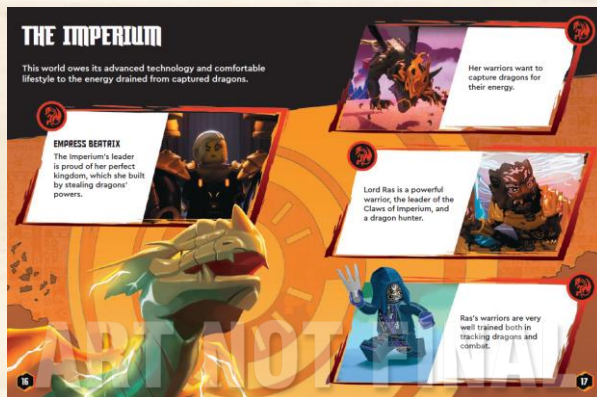 THE IMPERIUM
This world owes its advanced technology and comfortable
lifestyle to the energy drained from captured dragons.
EMPRESS BEATRIX
The Imperium's leader
is proud of her perfect
kingdom, which she built
by stealing dragons'
powers.
Her warriors want to
capture dragons for
their energy.
Lord Ras is a powerful
warrior, the leader of the
Claws of Imperium, and
a dragon hunter.
Ras's warriors are very
well trained both in
tracking dragons and
combat.
ART NOT FINAL
16
17